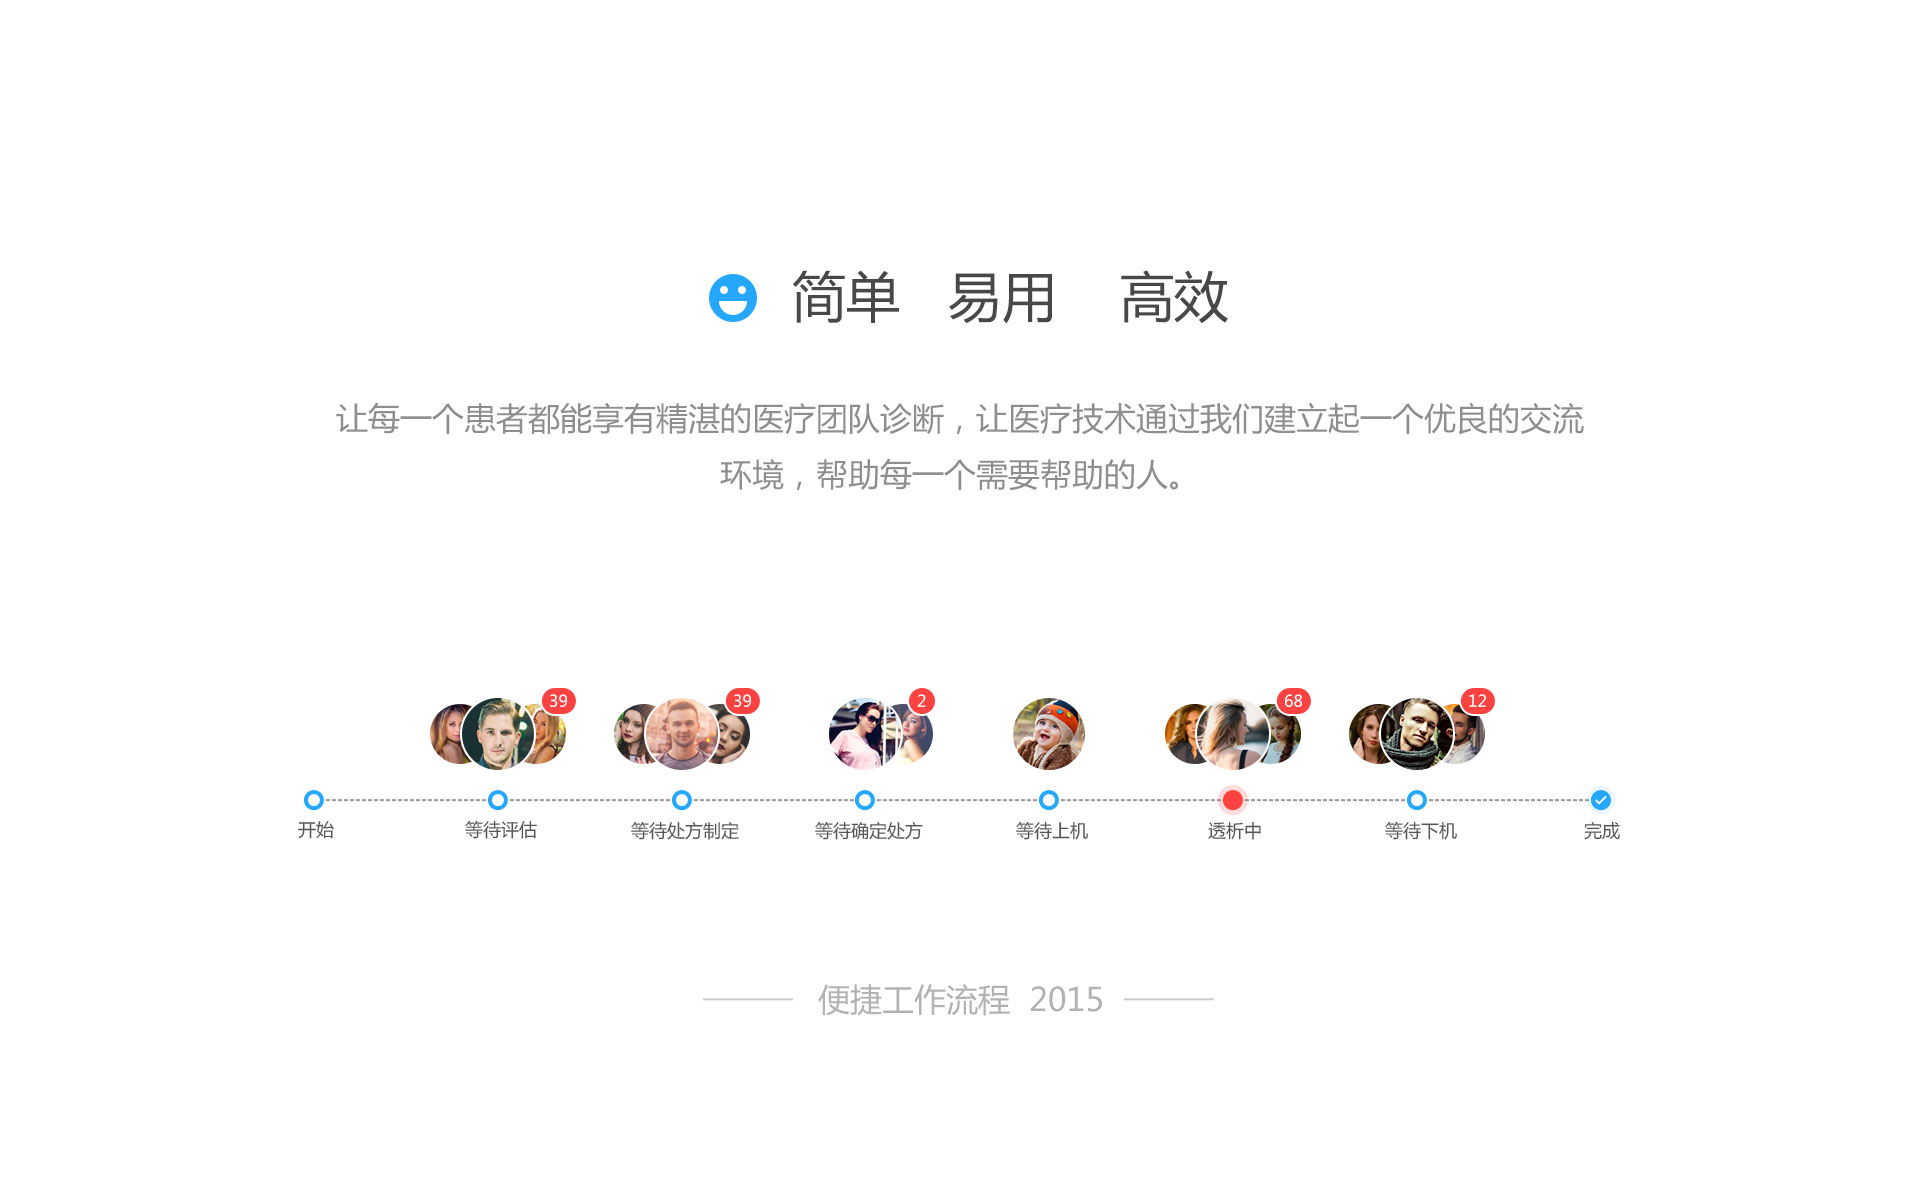 简单 易用 高效
让每一个患者都能享有精湛的医疗团队诊断，让医疗技术通过我们建立起一个优良的交流
环境，帮助每一个需要帮助的人。
39 39 2 68 12
开始 等待评估 等待处方制定 等待确定处方 等待上机 透析中 等待下机 完成
便捷工作流程 2015